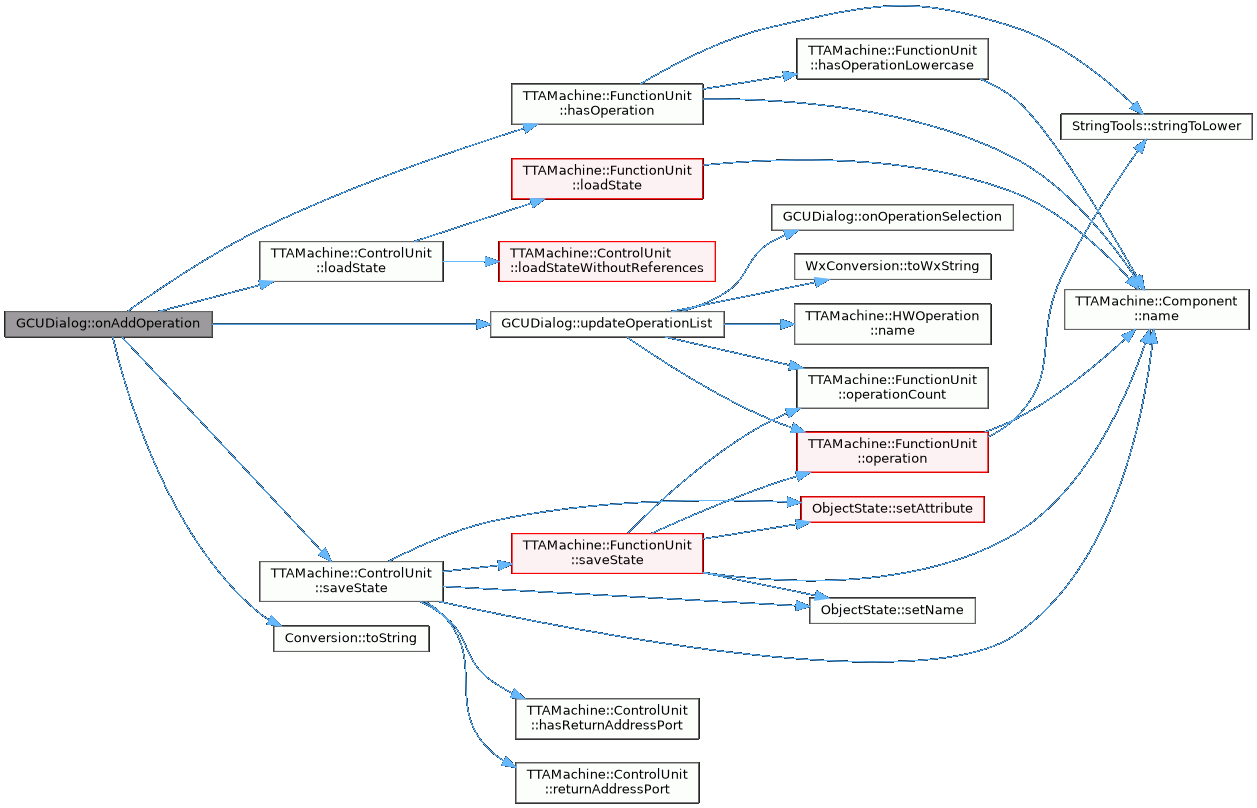 TTAMachine::FunctionUnit
::hasOperationLowercase
TTAMachine::FunctionUnit
::hasOperation
StringTools::stringToLower
TTAMachine::FunctionUnit
::loadState
GCUDialog::onOperationSelection
TTAMachine::ControlUnit
::loadState
TTAMachine::ControlUnit
::loadStateWithoutReferences
WxConversion::toWxString
TTAMachine::Component
::name
GCUDialog::onAddOperation
GCUDialog::updateOperationList
TTAMachine::HWOperation
::name
TTAMachine::FunctionUnit
::operationCount
TTAMachine::FunctionUnit
::operation
ObjectState::setAttribute
TTAMachine::FunctionUnit
::saveState
TTAMachine::ControlUnit
::saveState
ObjectState::setName
Conversion::toString
TTAMachine::ControlUnit
::hasReturnAddressPort
TTAMachine::ControlUnit
::returnAddressPort